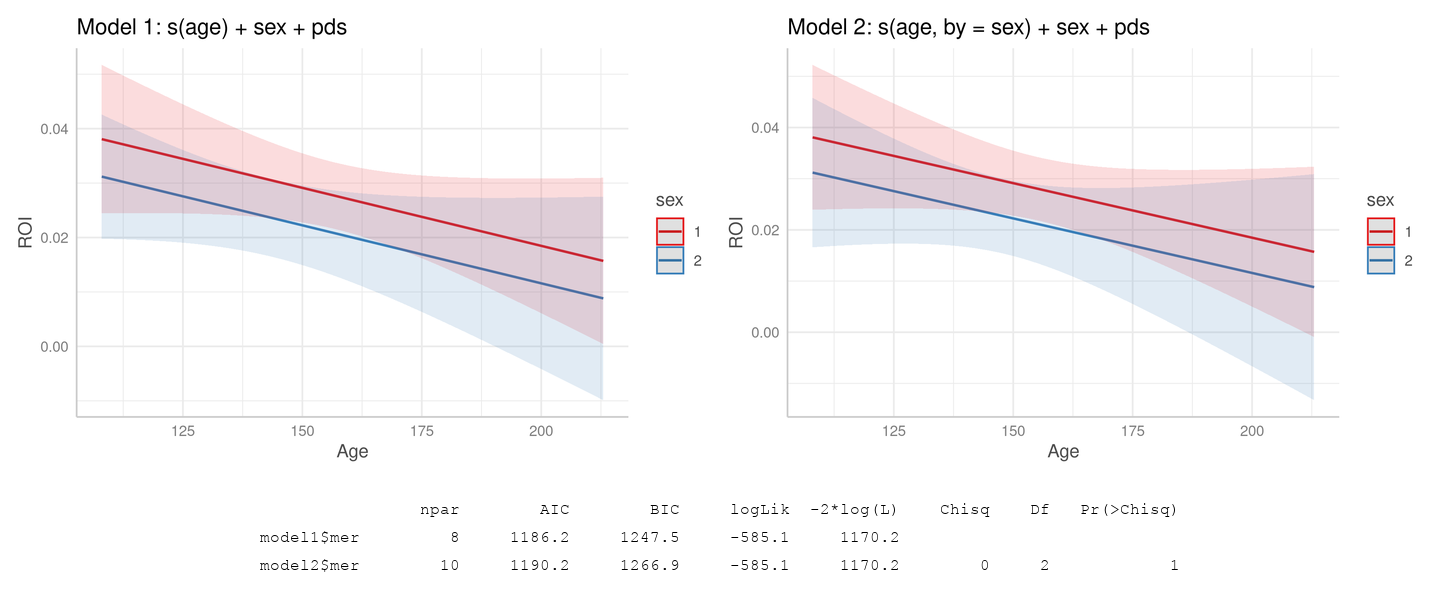 Model 1: s(age) + sex + pds
0.04
0.02
0.00
ROI
125 150 175 200
Age
sex
1
2
Model 2: s(age, by = sex) + sex + pds
0.04
0.02
0.00
ROI
125 150 175 200
Age
sex
1
2
npar AIC BIC logLik -2*log(L) Chisq Df Pr(>Chisq)
model1$mer 8 1186.2 1247.5 -585.1 1170.2
model2$mer 10 1190.2 1266.9 -585.1 1170.2 0 2 1